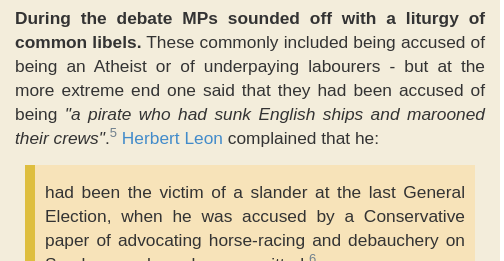 During the debate MPs sounded off with a liturgy of
common libels. These commonly included being accused of
being an Atheist or of underpaying labourers - but at the
more extreme end one said that they had been accused of
being "a pirate who had sunk English ships and marooned
their crews".5 Herbert Leon complained that he:
had been the victim of a slander at the last General
Election, when he was accused by a Conservative
paper of advocating horse-racing and debauchery on
6